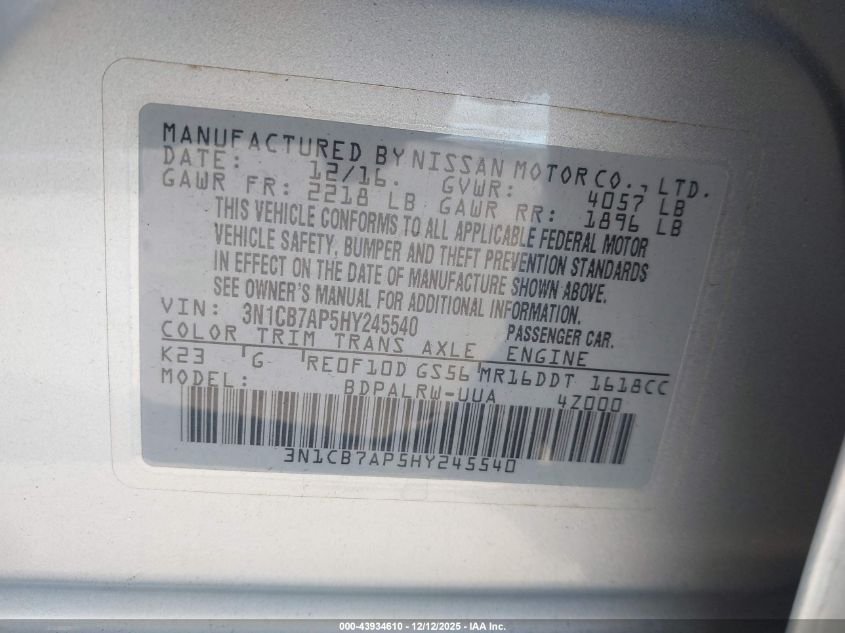 MANUFACTURED BY NISSAN MOTOR CO., LTD.
DATE: 12/16. GVWR: 4057 LB
GAWR FR: 2218 LB GAWR RR: 1896 LB
THIS VEHICLE CONFORMS TO ALL APPLICABLE FEDERAL MOTOR
VEHICLE SAFETY, BUMPER AND THEFT PREVENTION STANDARDS
IN EFFECT ON THE DATE OF MANUFACTURE SHOWN ABOVE.
SEE OWNER'S MANUAL FOR ADDITIONAL INFORMATION.
VIN: 3N1CB7AP5HY245540 PASSENGER CAR.
COLOR TRIM TRANS AXLE ENGINE
K23 G RE0F10D GS56 MR16DDT 1618CC
MODEL: BDPALRW-UUA 4Z000
3N1CB7AP5HY245540
000-43934610 - 12/12/2025 - IAA Inc.